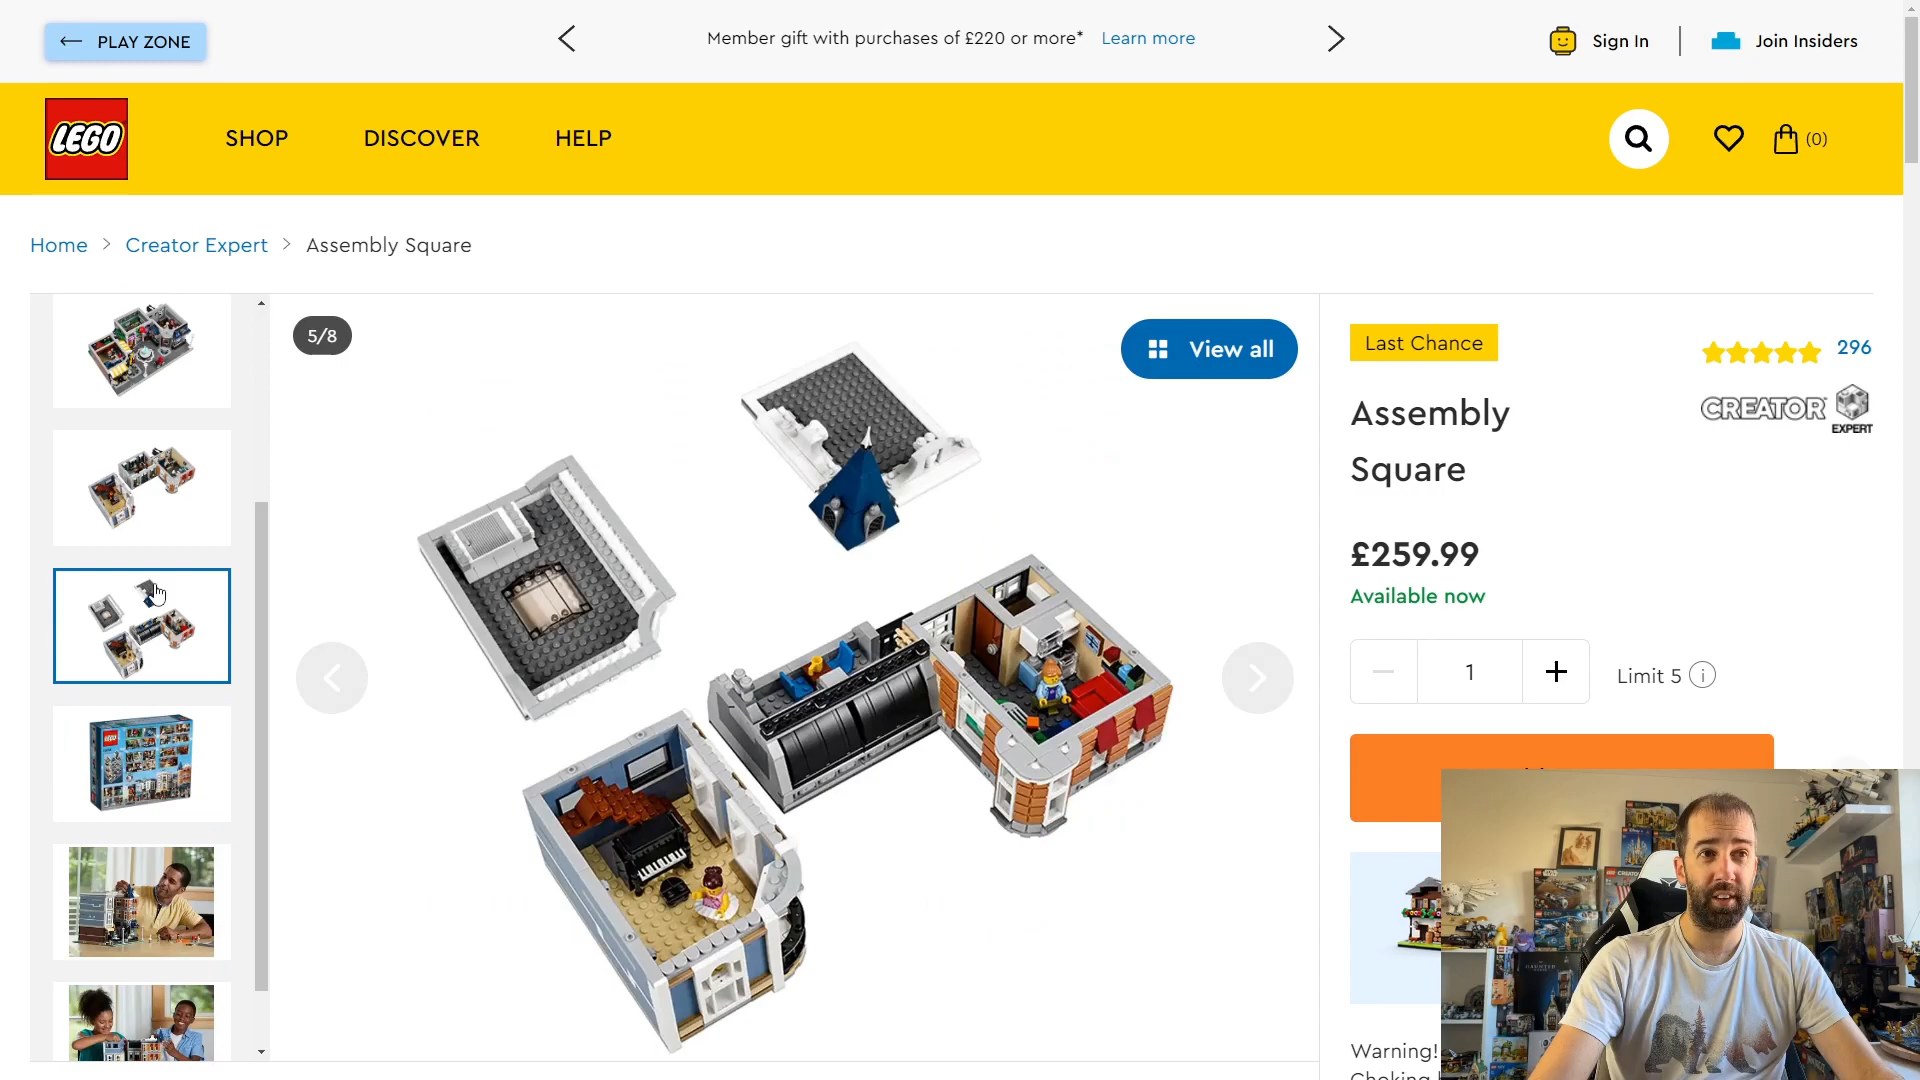 PLAY ZONE
Member gift with purchases of £220 or more* Learn more
Sign In
Join Insiders
LEGO
SHOP
DISCOVER
HELP
(0)
Home > Creator Expert > Assembly Square
5/8
View all
Last Chance
296
Assembly
Square
CREATOR
EXPERT
£259.99
Available now
1
Limit 5
LEGO
Warning!